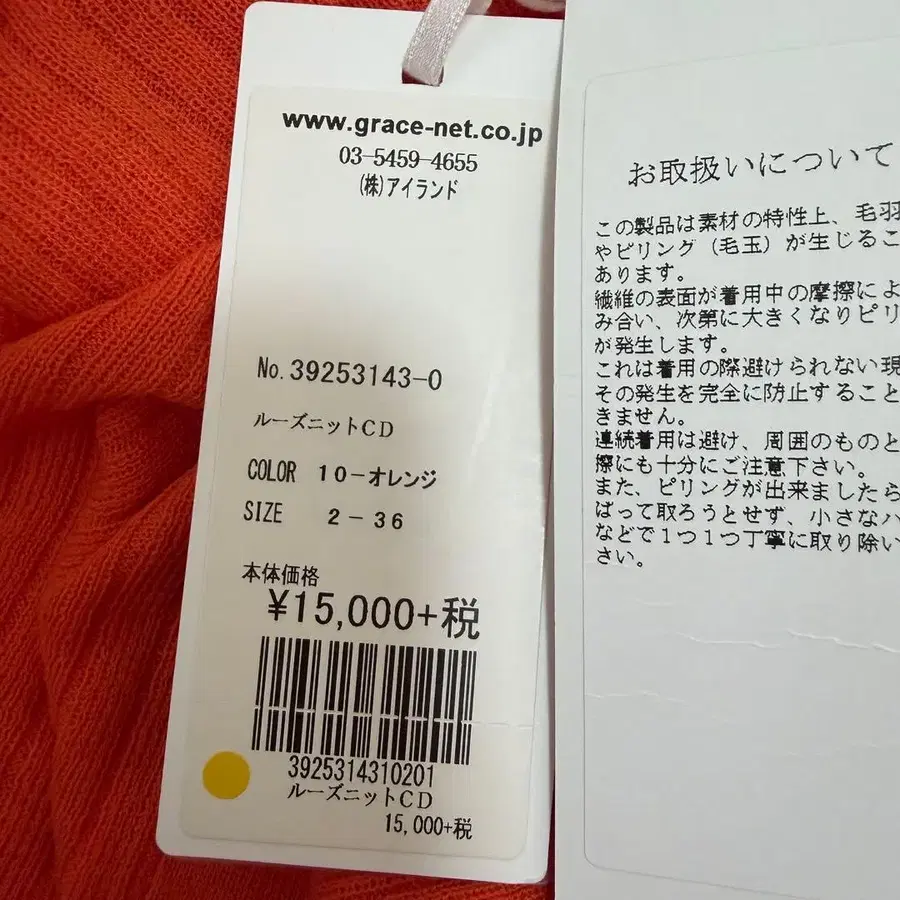 www.grace-net.co.jp
03-5459-4655
(株)アイランド
No.39253143-0
ルーズニットCD
COLOR 10-オレンジ
SIZE 2-36
本体価格
¥15,000+税
3925314310201
ルーズニットCD
15,000+税
お取扱いについて
この製品は素材の特性上、毛羽
やピリング（毛玉）が生じるこ
あります。
繊維の表面が着用中の摩擦によ
み合い、次第に大きくなりピリ
が発生します。
これは着用の際避けられない現
その発生を完全に防止すること
きません。
連続着用は避け、周囲のものと
擦にも十分にご注意下さい。
また、ピリングが出来ましたら
ばって取ろうとせず、小さなハ
などで１つ１つ丁寧に取り除い
さい。